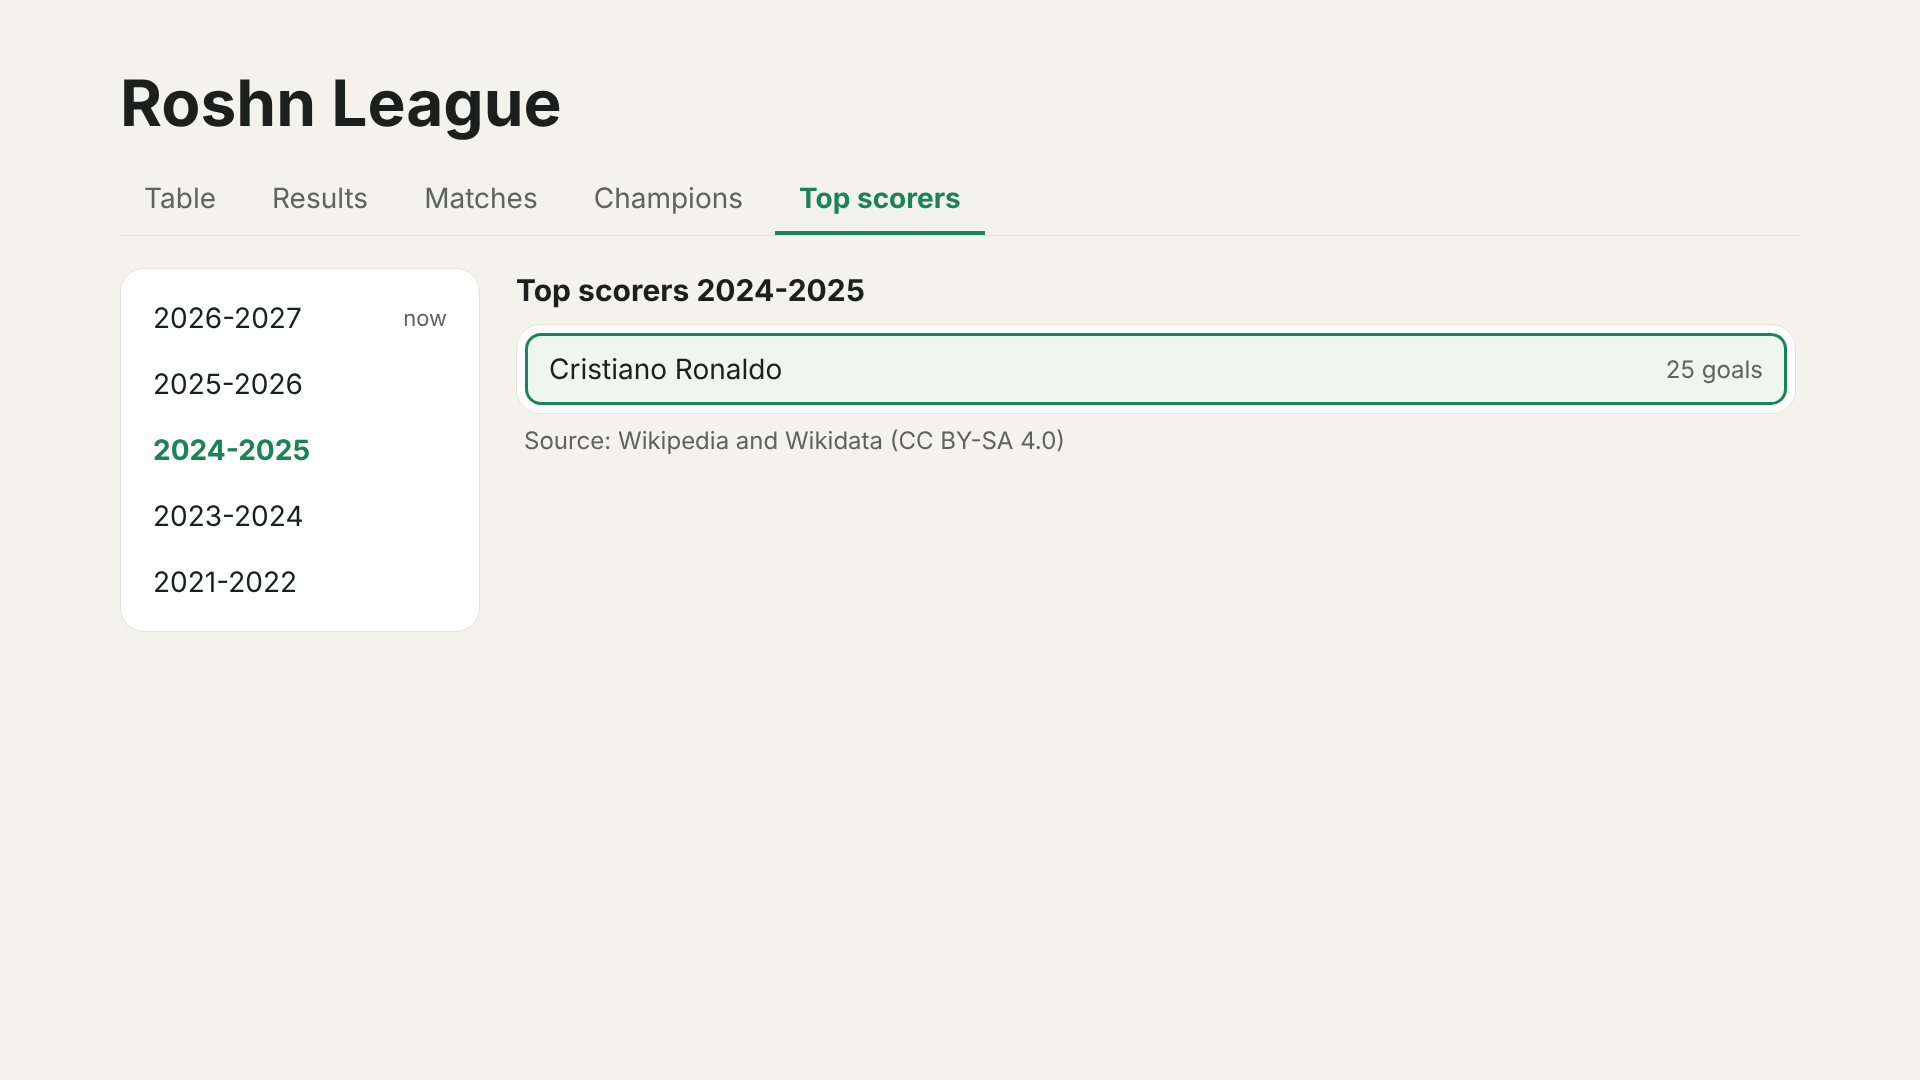 Roshn League
Table Results Matches Champions Top scorers
2026-2027 now
2025-2026
2024-2025
2023-2024
2021-2022
Top scorers 2024-2025
Cristiano Ronaldo 25 goals
Source: Wikipedia and Wikidata (CC BY-SA 4.0)